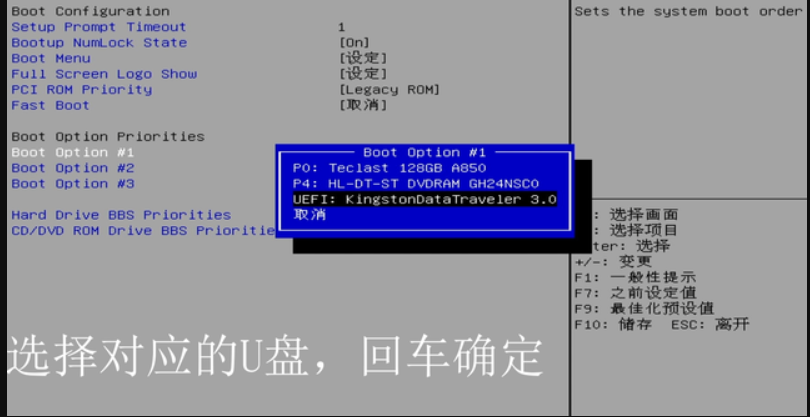 Boot Configuration
Setup Prompt Timeout 1
Bootup NumLock State [On]
Boot Menu [设定]
Full Screen Logo Show [设定]
PCI ROM Priority [Legacy ROM]
Fast Boot [取消]
Boot Option Priorities
Boot Option #1
Boot Option #2
Boot Option #3
Hard Drive BBS Priorities
CD/DVD ROM Drive BBS Prioritie
Boot Option #1
P0: Teclast 128GB A850
P4: HL-DT-ST DVDRAM GH24NSC0
UEFI: KingstonDataTraveler 3.0
取消
Sets the system boot order
: 选择画面
: 选择项目
ter: 选择
+/-: 变更
F1: 一般性提示
F7: 之前设定值
F9: 最佳化预设值
F10: 储存 ESC: 离开
选择对应的U盘，回车确定